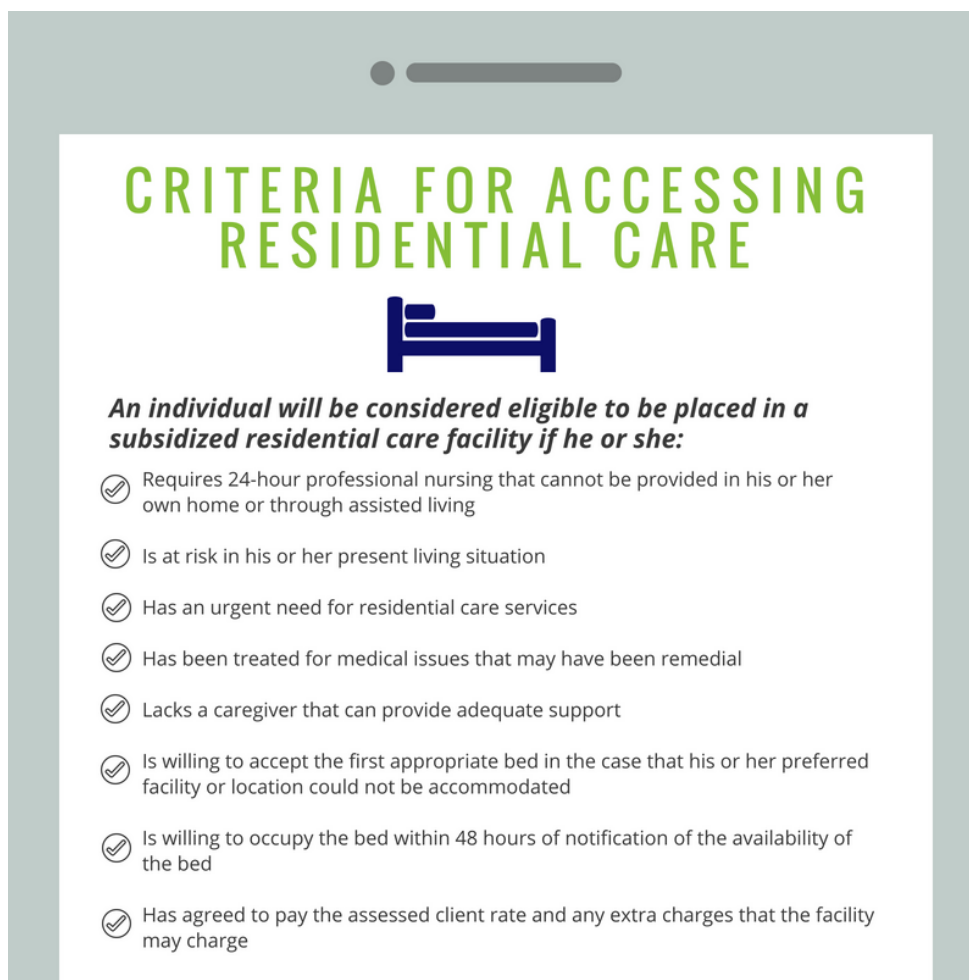 CRITERIA FOR ACCESSING
RESIDENTIAL CARE
An individual will be considered eligible to be placed in a
subsidized residential care facility if he or she:
Requires 24-hour professional nursing that cannot be provided in his or her
own home or through assisted living
Is at risk in his or her present living situation
Has an urgent need for residential care services
Has been treated for medical issues that may have been remedial
Lacks a caregiver that can provide adequate support
Is willing to accept the first appropriate bed in the case that his or her preferred
facility or location could not be accommodated
Is willing to occupy the bed within 48 hours of notification of the availability of
the bed
Has agreed to pay the assessed client rate and any extra charges that the facility
may charge